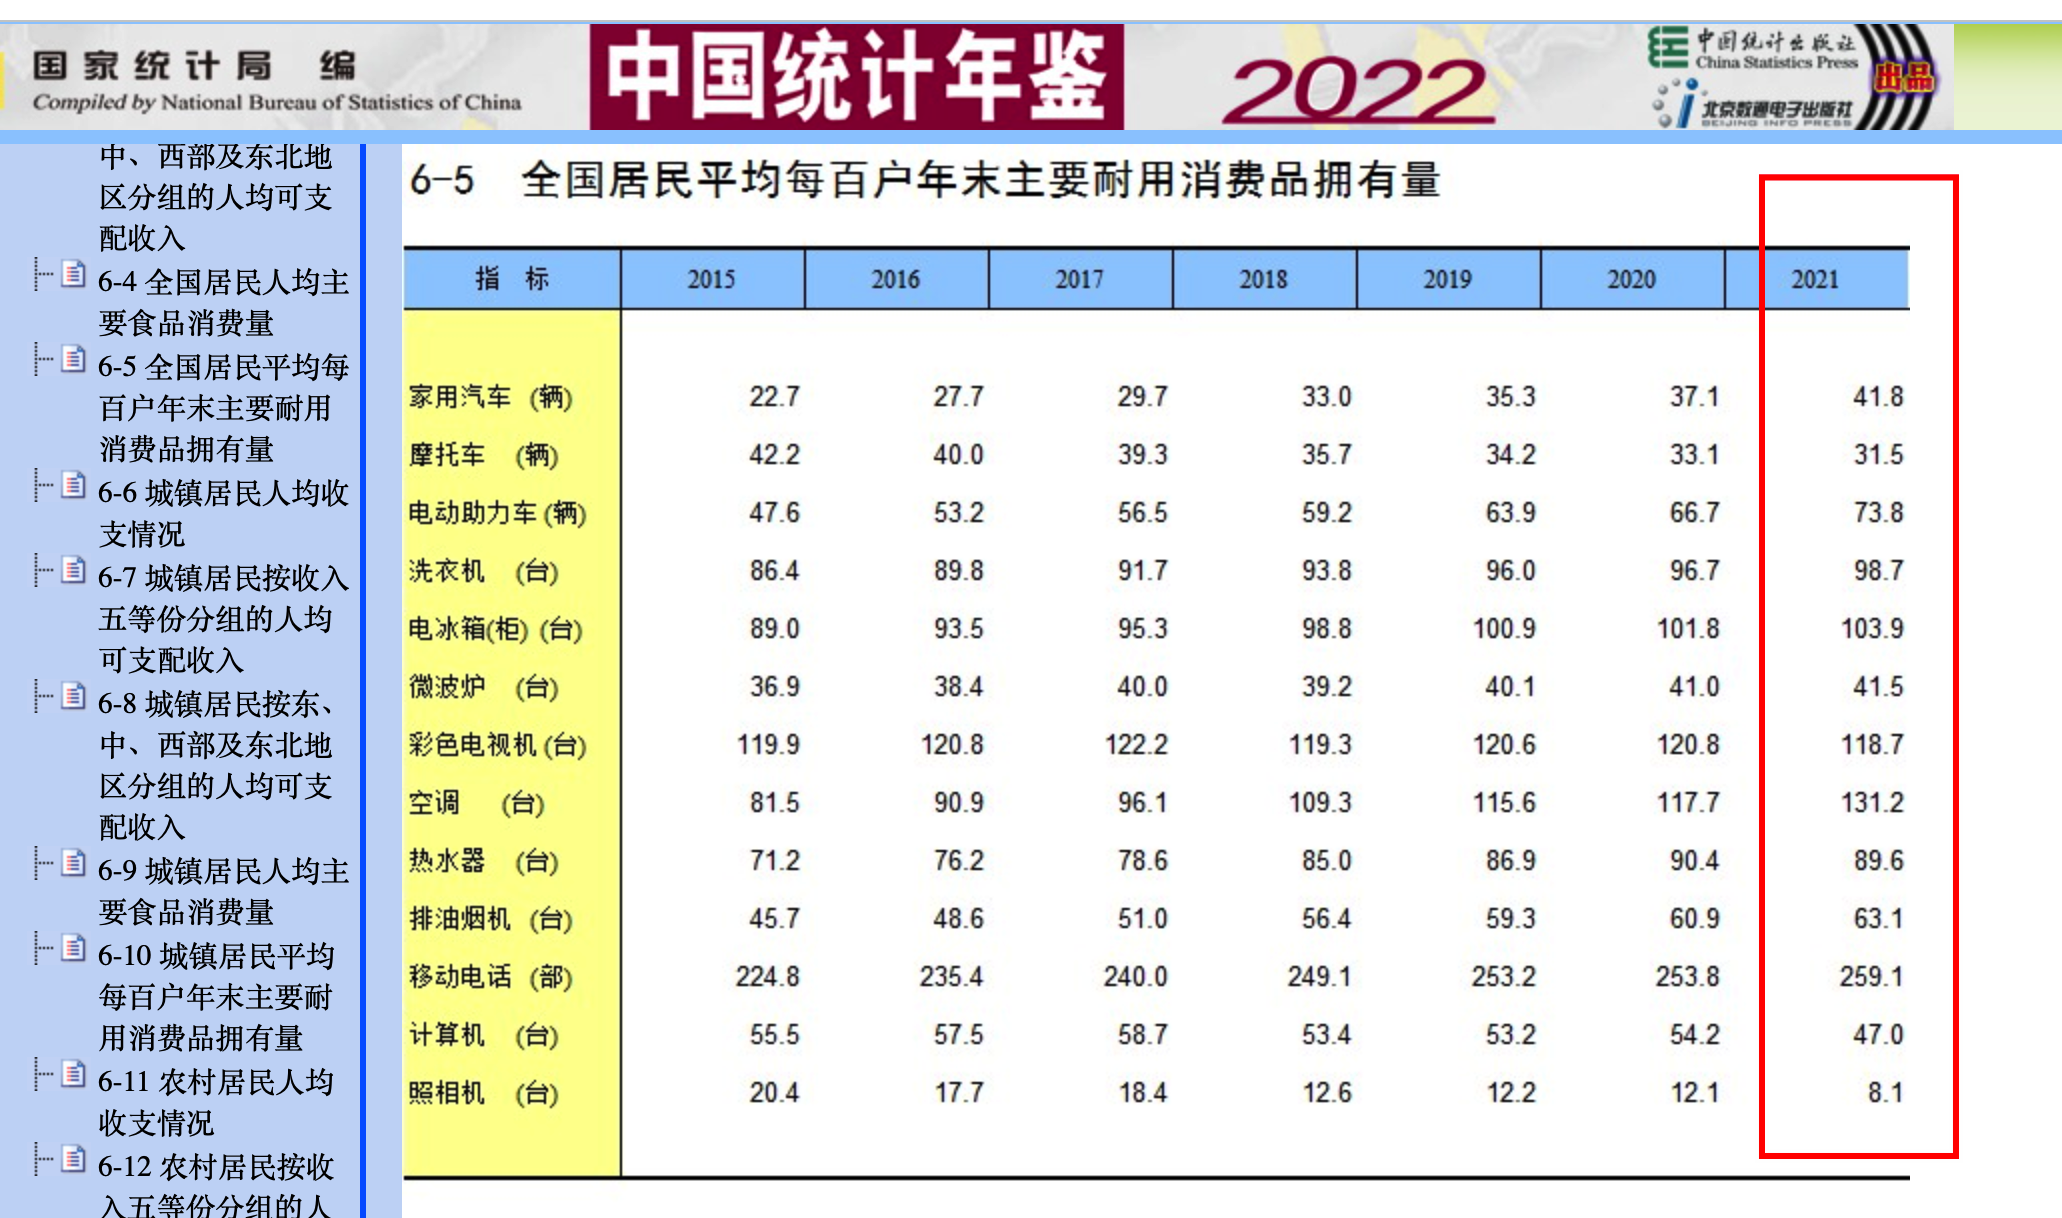 国家统计局 编
Compiled by National Bureau of Statistics of China
中国统计年鉴
2022
中国统计出版社
China Statistics Press
北京数通电子出版社
BEIJING INFO PRESS
出品
中、西部及东北地
区分组的人均可支
配收入
6-4 全国居民人均主
要食品消费量
6-5 全国居民平均每
百户年末主要耐用
消费品拥有量
6-6 城镇居民人均收
支情况
6-7 城镇居民按收入
五等份分组的人均
可支配收入
6-8 城镇居民按东、
中、西部及东北地
区分组的人均可支
配收入
6-9 城镇居民人均主
要食品消费量
6-10 城镇居民平均
每百户年末主要耐
用消费品拥有量
6-11 农村居民人均
收支情况
6-12 农村居民按收
入五等份分组的人
6-5 全国居民平均每百户年末主要耐用消费品拥有量
指 标 2015 2016 2017 2018 2019 2020 2021
家用汽车 (辆) 22.7 27.7 29.7 33.0 35.3 37.1 41.8
摩托车 (辆) 42.2 40.0 39.3 35.7 34.2 33.1 31.5
电动助力车 (辆) 47.6 53.2 56.5 59.2 63.9 66.7 73.8
洗衣机 (台) 86.4 89.8 91.7 93.8 96.0 96.7 98.7
电冰箱(柜) (台) 89.0 93.5 95.3 98.8 100.9 101.8 103.9
微波炉 (台) 36.9 38.4 40.0 39.2 40.1 41.0 41.5
彩色电视机 (台) 119.9 120.8 122.2 119.3 120.6 120.8 118.7
空调 (台) 81.5 90.9 96.1 109.3 115.6 117.7 131.2
热水器 (台) 71.2 76.2 78.6 85.0 86.9 90.4 89.6
排油烟机 (台) 45.7 48.6 51.0 56.4 59.3 60.9 63.1
移动电话 (部) 224.8 235.4 240.0 249.1 253.2 253.8 259.1
计算机 (台) 55.5 57.5 58.7 53.4 53.2 54.2 47.0
照相机 (台) 20.4 17.7 18.4 12.6 12.2 12.1 8.1